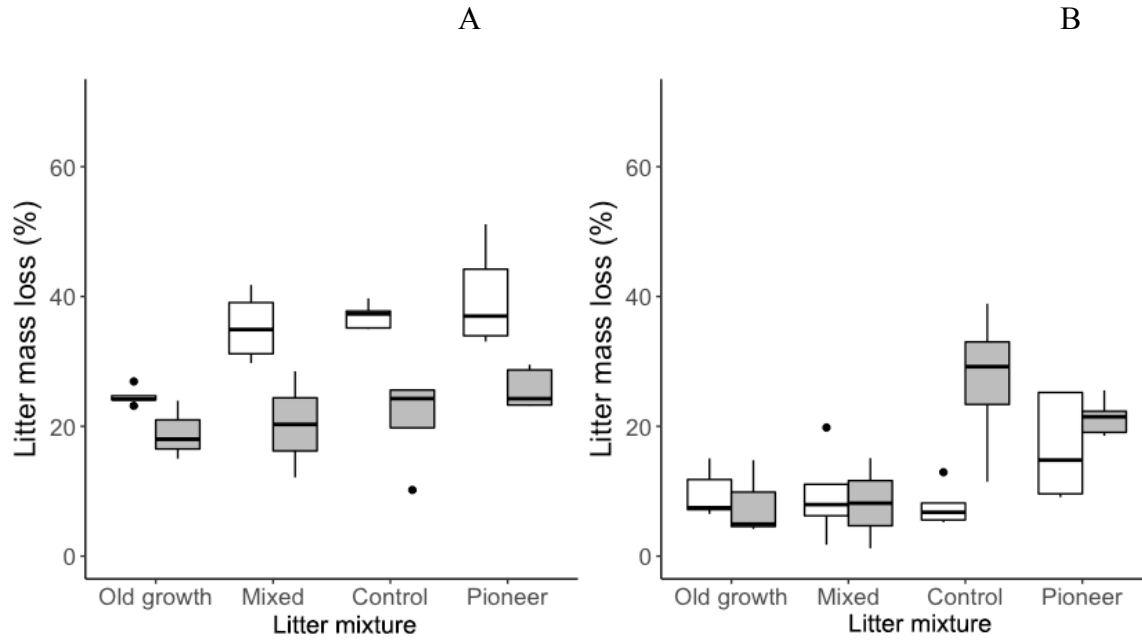 A
B
Litter mass loss (%)
60
40
20
0
Old growth Mixed Control Pioneer
Litter mixture
Litter mass loss (%)
60
40
20
0
Old growth Mixed Control Pioneer
Litter mixture